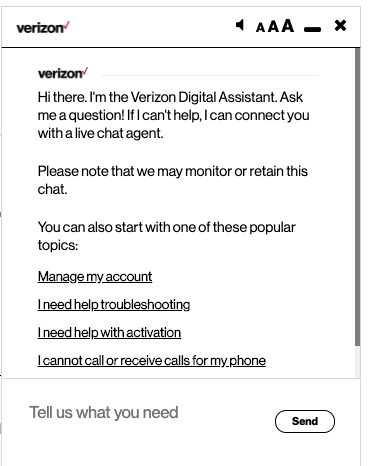 verizon
A A A
verizon
Hi there. I'm the Verizon Digital Assistant. Ask
me a question! If I can't help, I can connect you
with a live chat agent.
Please note that we may monitor or retain this
chat.
You can also start with one of these popular
topics:
Manage my account
I need help troubleshooting
I need help with activation
I cannot call or receive calls for my phone
Tell us what you need
Send